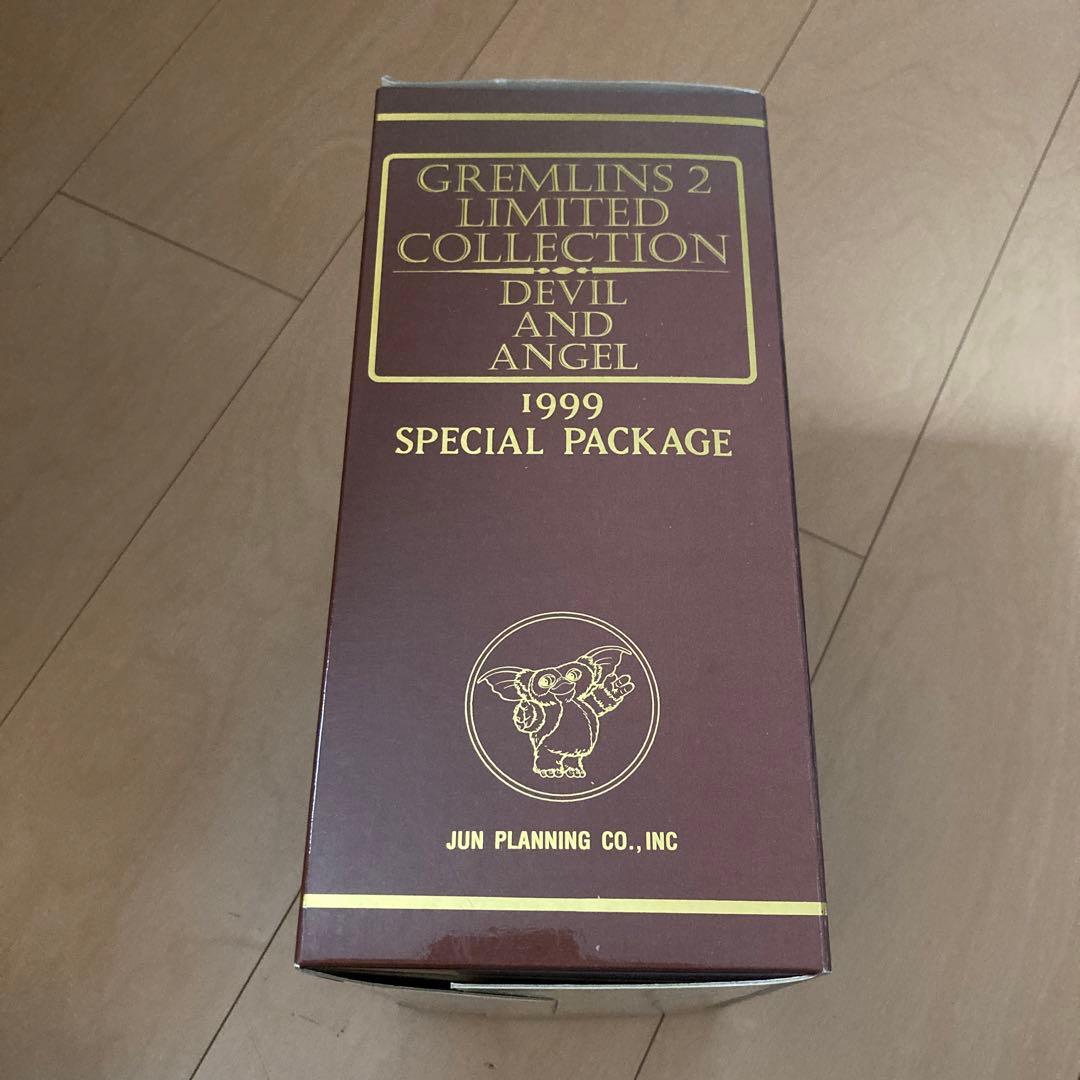 GREMLINS 2
LIMITED
COLLECTION
DEVIL
AND
ANGEL
1999
SPECIAL PACKAGE
JUN PLANNING CO., INC